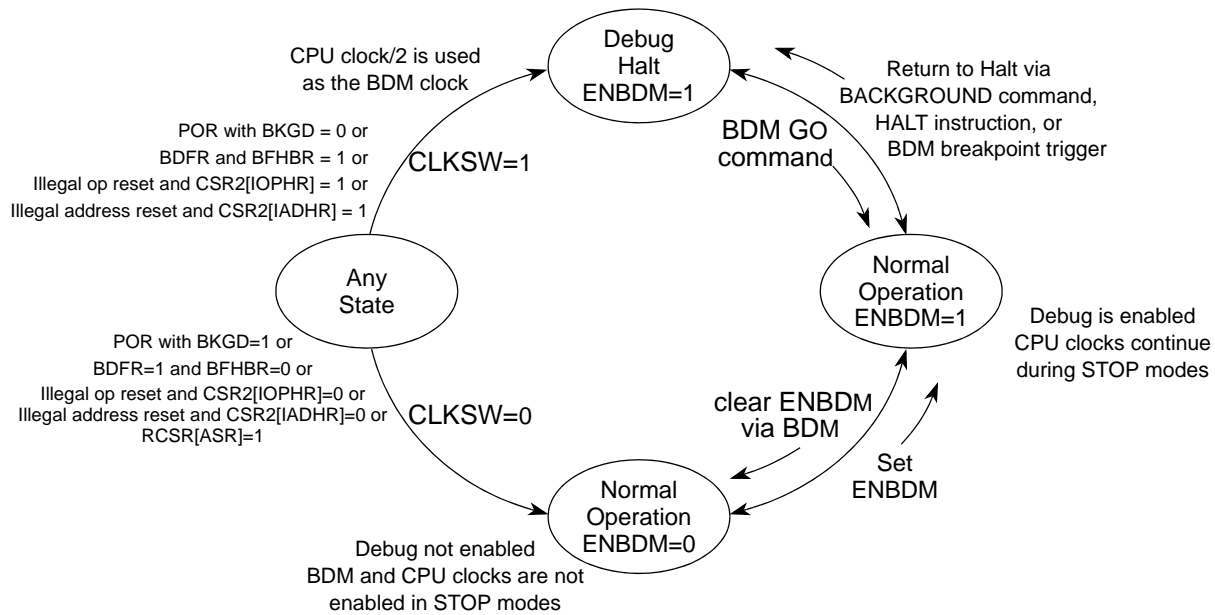 CPU clock/2 is used
as the BDM clock
Debug
Halt
ENBDM=1
Return to Halt via
BACKGROUND command,
HALT instruction, or
BDM breakpoint trigger
POR with BKGD = 0 or
BDFR and BFHBR = 1 or
Illegal op reset and CSR2[IOPHR] = 1 or
Illegal address reset and CSR2[IADHR] = 1
CLKSW=1
BDM GO
command
Any
State
Normal
Operation
ENBDM=1
Debug is enabled
CPU clocks continue
during STOP modes
POR with BKGD=1 or
BDFR=1 and BFHBR=0 or
Illegal op reset and CSR2[IOPHR]=0 or
Illegal address reset and CSR2[IADHR]=0 or
RCSR[ASR]=1
CLKSW=0
clear ENBDM
via BDM
Set
ENBDM
Normal
Operation
ENBDM=0
Debug not enabled
BDM and CPU clocks are not
enabled in STOP modes